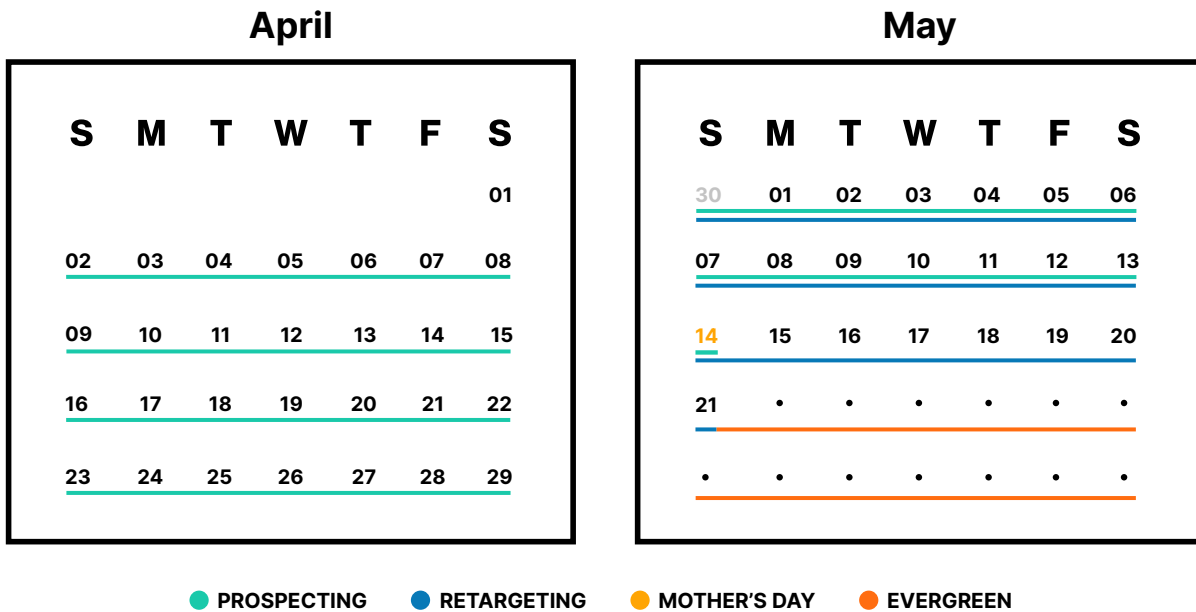 April
S M T W T F S
01
02 03 04 05 06 07 08
09 10 11 12 13 14 15
16 17 18 19 20 21 22
23 24 25 26 27 28 29
May
S M T W T F S
30 01 02 03 04 05 06
07 08 09 10 11 12 13
14 15 16 17 18 19 20
21 • • • • • •
• • • • • • •
PROSPECTING RETARGETING MOTHER'S DAY EVERGREEN